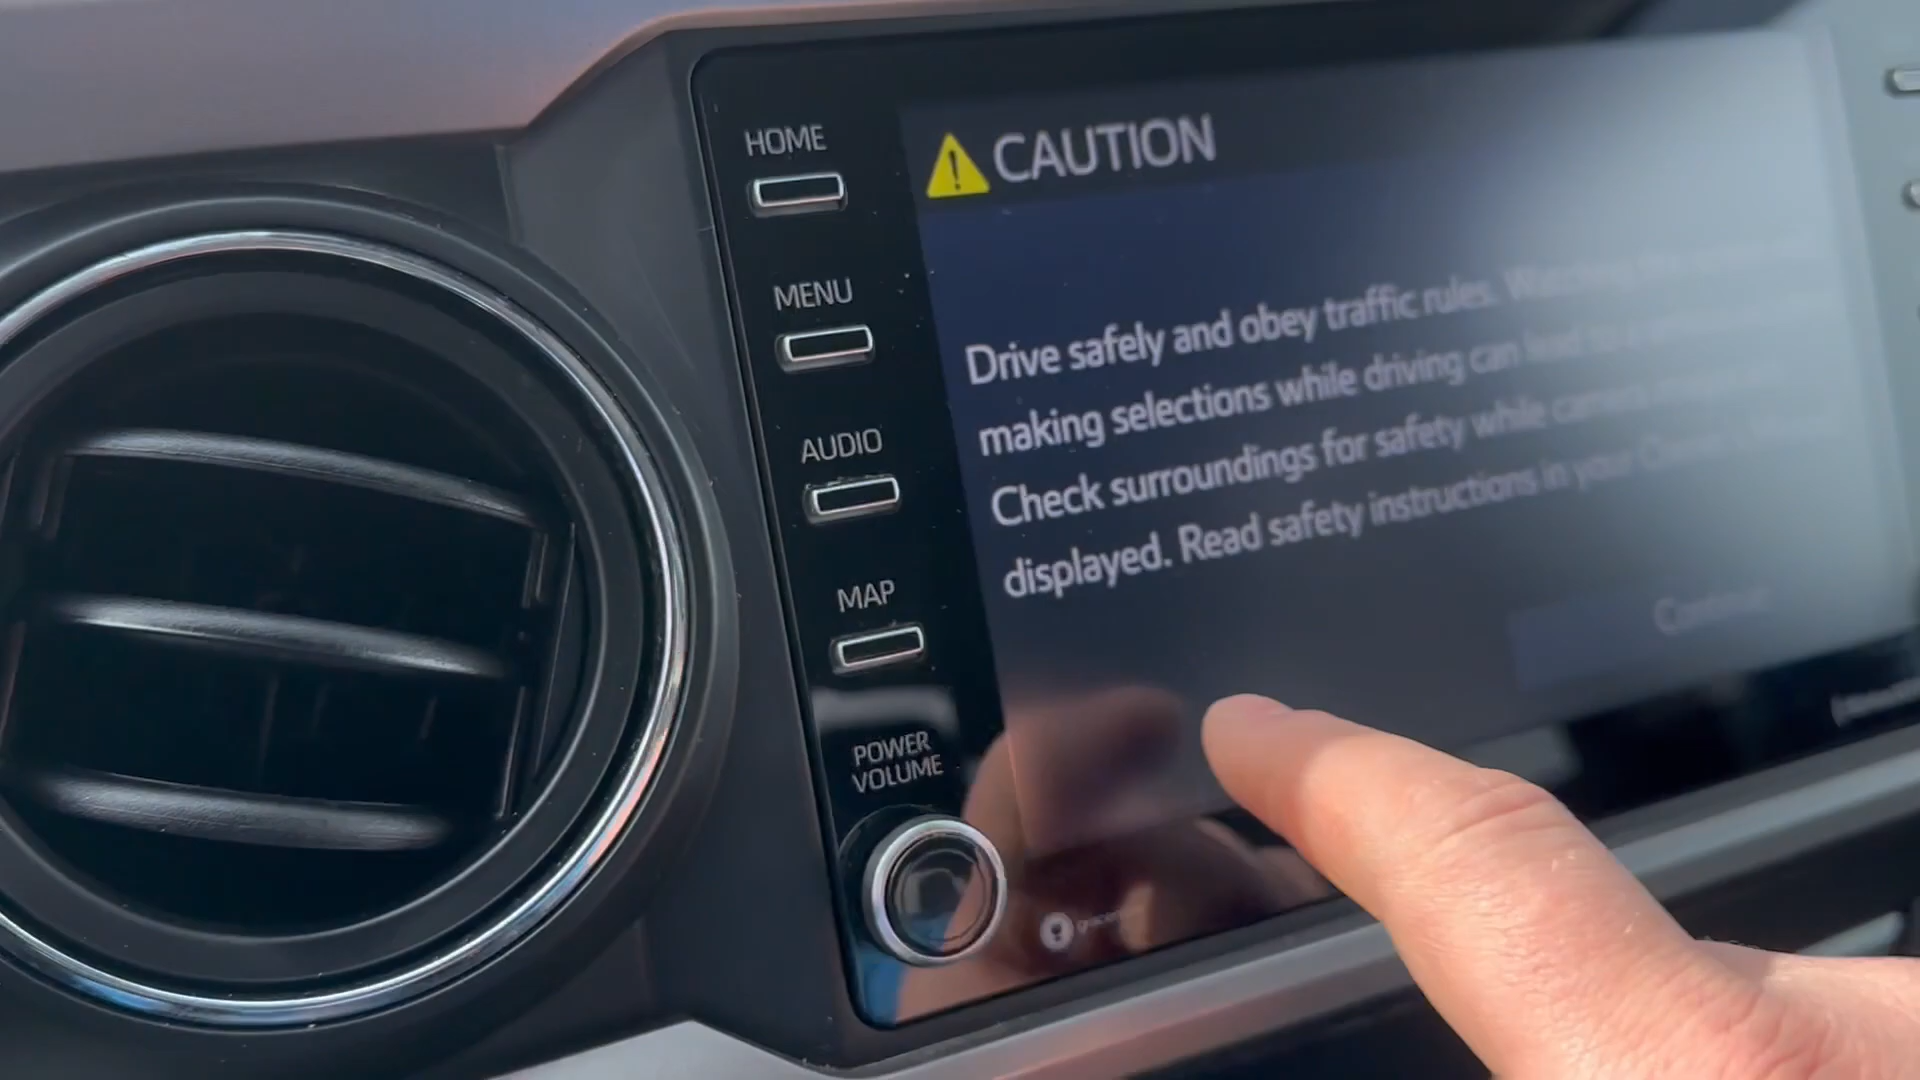 HOME
MENU
AUDIO
MAP
POWER
VOLUME
CAUTION
Drive safely and obey traffic rules.
making selections while driving can
Check surroundings for safety while
displayed. Read safety instructions in your